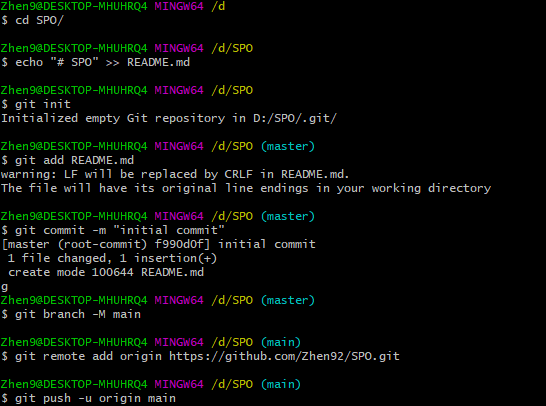 Zhen9@DESKTOP-MHUHRQ4 MINGW64 /d
$ cd SPO/
Zhen9@DESKTOP-MHUHRQ4 MINGW64 /d/SPO
$ echo "# SPO" >> README.md
Zhen9@DESKTOP-MHUHRQ4 MINGW64 /d/SPO
$ git init
Initialized empty Git repository in D:/SPO/.git/
Zhen9@DESKTOP-MHUHRQ4 MINGW64 /d/SPO (master)
$ git add README.md
warning: LF will be replaced by CRLF in README.md.
The file will have its original line endings in your working directory
Zhen9@DESKTOP-MHUHRQ4 MINGW64 /d/SPO (master)
$ git commit -m "initial commit"
[master (root-commit) f990d0f] initial commit
 1 file changed, 1 insertion(+)
 create mode 100644 README.md
g
Zhen9@DESKTOP-MHUHRQ4 MINGW64 /d/SPO (master)
$ git branch -M main
Zhen9@DESKTOP-MHUHRQ4 MINGW64 /d/SPO (main)
$ git remote add origin https://github.com/Zhen92/SPO.git
Zhen9@DESKTOP-MHUHRQ4 MINGW64 /d/SPO (main)
$ git push -u origin main